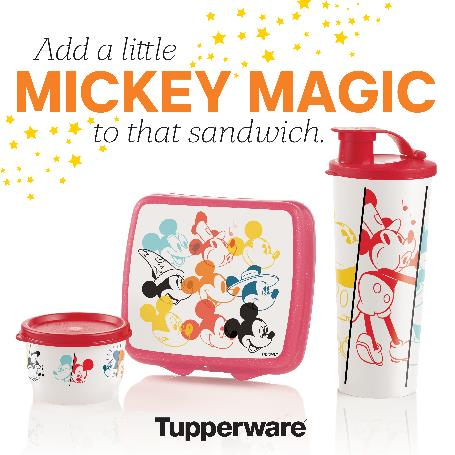 Add a little
MICKEY MAGIC
to that sandwich.
Tupperware